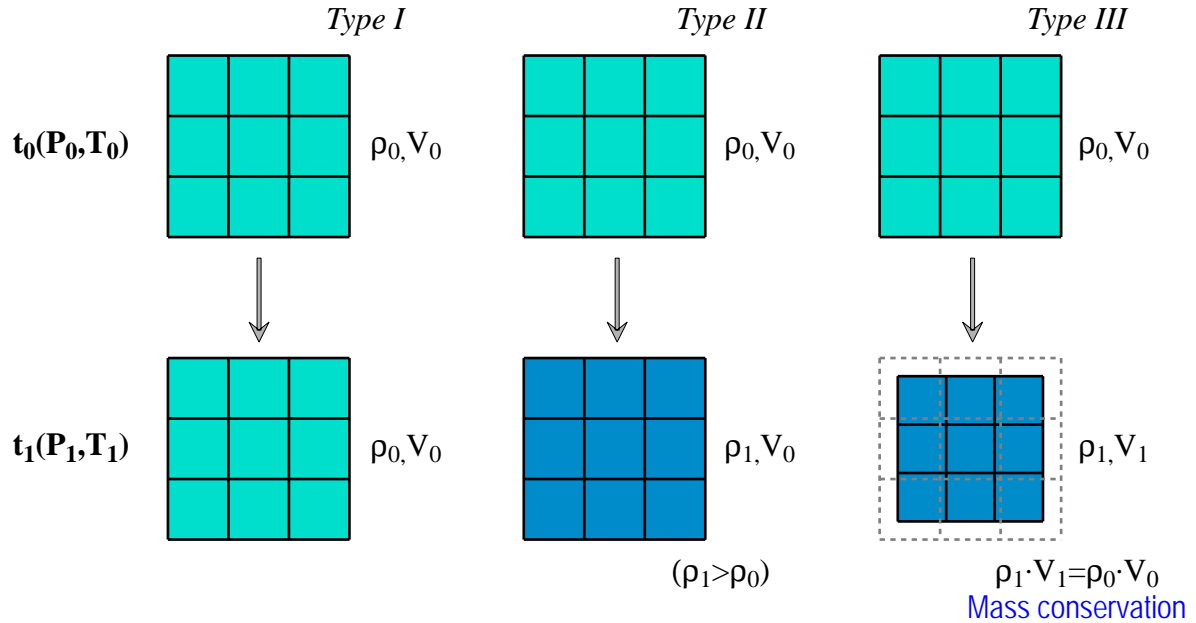 Type I Type II Type III
t₀(P₀,T₀) ρ₀,V₀ ρ₀,V₀ ρ₀,V₀
t₁(P₁,T₁) ρ₀,V₀ ρ₁,V₀ ρ₁,V₁
(ρ₁>ρ₀) ρ₁·V₁=ρ₀·V₀
Mass conservation